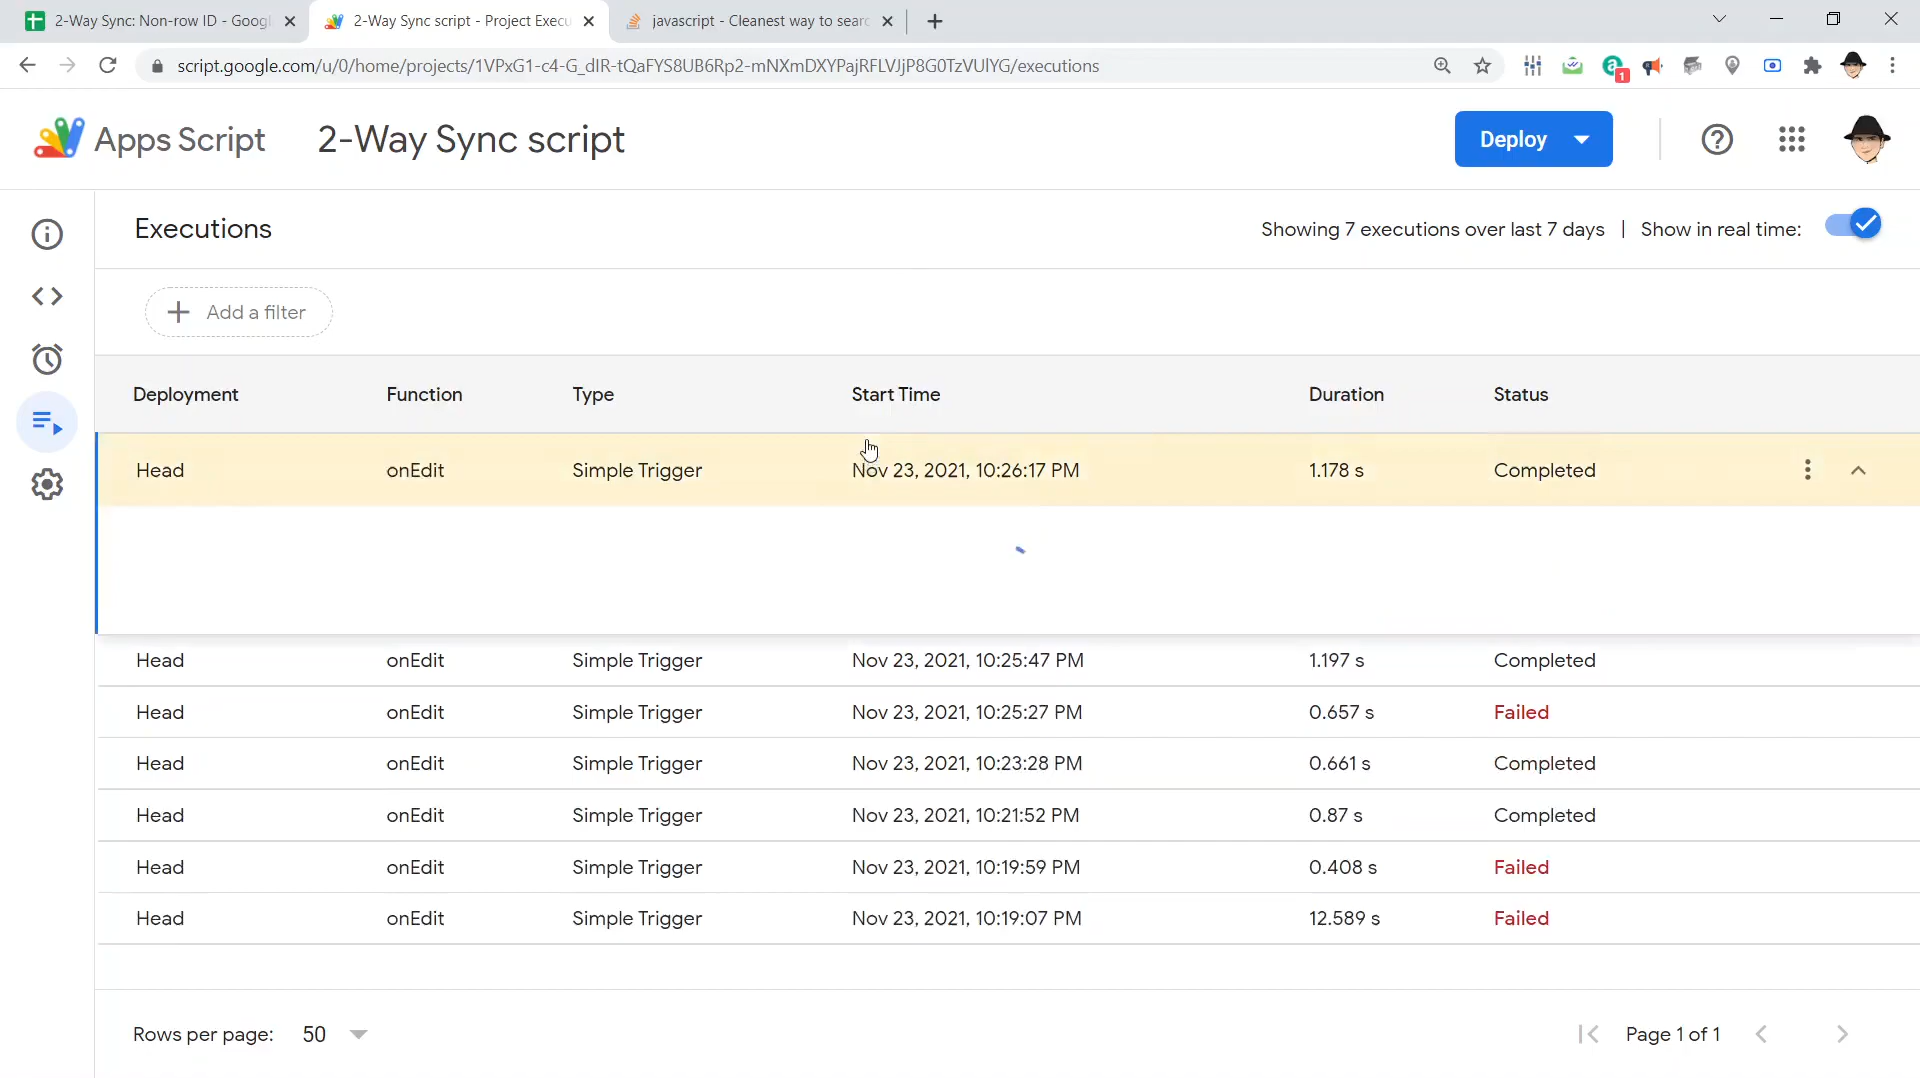 2-Way Sync: Non-row ID - Googl
2-Way Sync script - Project Execu
javascript - Cleanest way to searc
script.google.com/u/0/home/projects/1VPxG1-c4-G_dIR-tQaFYS8UB6Rp2-mNXmDXYPajRFLVJjP8G0TzVUlYG/executions
1
Apps Script
2-Way Sync script
Deploy
Executions
Showing 7 executions over last 7 days | Show in real time:
Add a filter
Deployment Function Type Start Time Duration Status
Head onEdit Simple Trigger Nov 23, 2021, 10:26:17 PM 1.178 s Completed
Head onEdit Simple Trigger Nov 23, 2021, 10:25:47 PM 1.197 s Completed
Head onEdit Simple Trigger Nov 23, 2021, 10:25:27 PM 0.657 s Failed
Head onEdit Simple Trigger Nov 23, 2021, 10:23:28 PM 0.661 s Completed
Head onEdit Simple Trigger Nov 23, 2021, 10:21:52 PM 0.87 s Completed
Head onEdit Simple Trigger Nov 23, 2021, 10:19:59 PM 0.408 s Failed
Head onEdit Simple Trigger Nov 23, 2021, 10:19:07 PM 12.589 s Failed
Rows per page: 50
Page 1 of 1